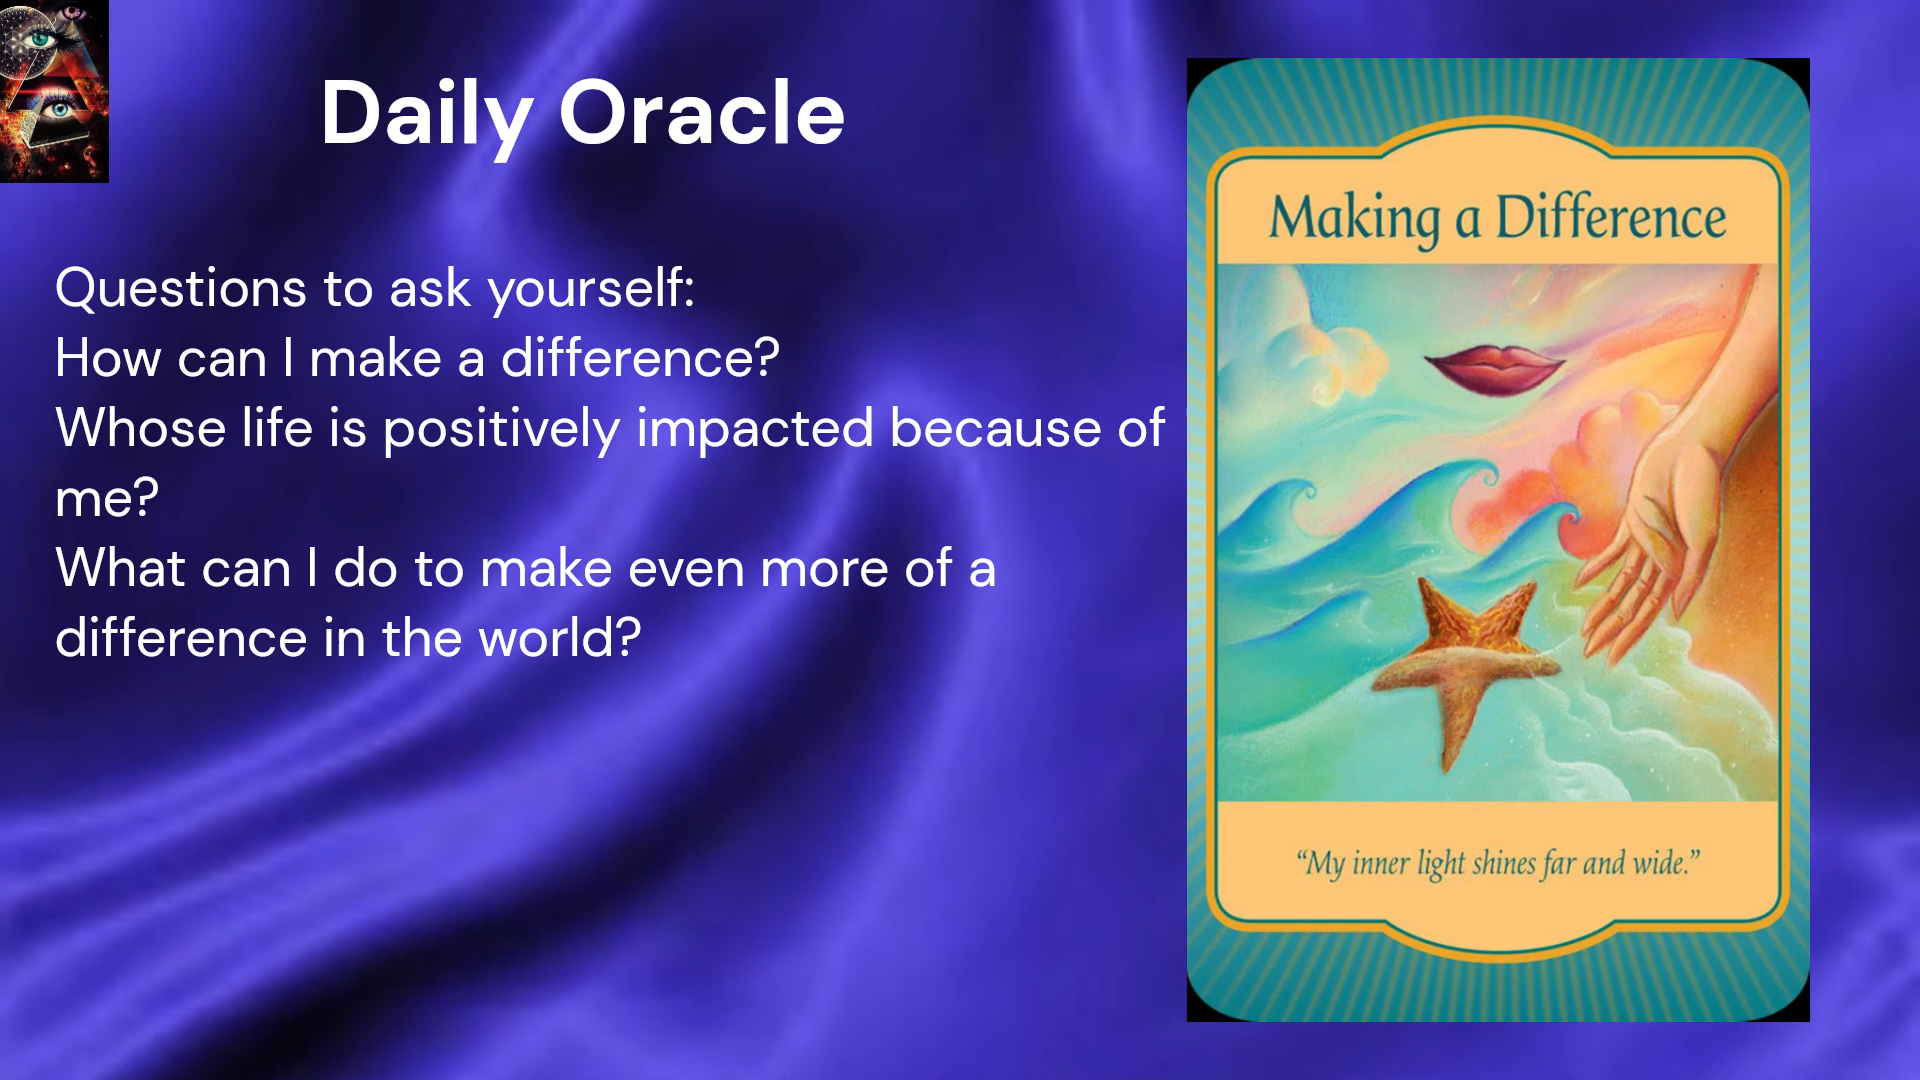 Daily Oracle
Questions to ask yourself:
How can I make a difference?
Whose life is positively impacted because of
me?
What can I do to make even more of a
difference in the world?
Making a Difference
“My inner light shines far and wide.”